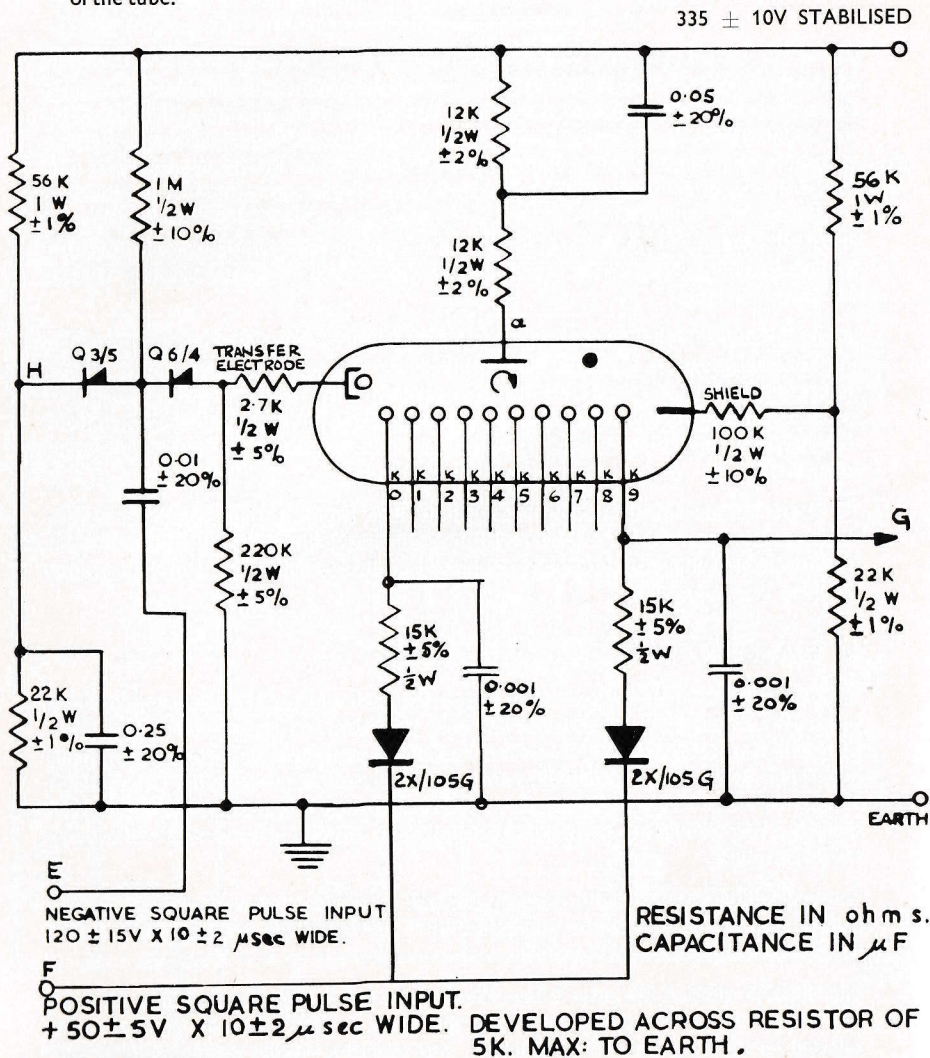 of the tube.
335 ± 10V STABILISED
12K
1/2W
±2%
0·05
±20%
56K
1W
±1%
1M
1/2W
±10%
56K
1W
±1%
12K
1/2W
±2%
a
H
Q3/5
Q6/4
TRANSFER
ELECTRODE
2·7K
1/2W
±5%
SHIELD
100K
1/2W
±10%
0·01
±20%
K K K K K K K K K K
0 1 2 3 4 5 6 7 8 9
G
220K
1/2W
±5%
15K
±5%
1/2W
0·001
±20%
15K
±5%
1/2W
0·001
±20%
22K
1/2W
±1%
22K
1/2W
±1%
0·25
±20%
2X/105G
2X/105G
EARTH
E
NEGATIVE SQUARE PULSE INPUT
120 ± 15V X 10 ± 2 μsec WIDE.
RESISTANCE IN ohms.
CAPACITANCE IN μF
F
POSITIVE SQUARE PULSE INPUT.
+50±5V X 10±2 μsec WIDE. DEVELOPED ACROSS RESISTOR OF
5K. MAX: TO EARTH.